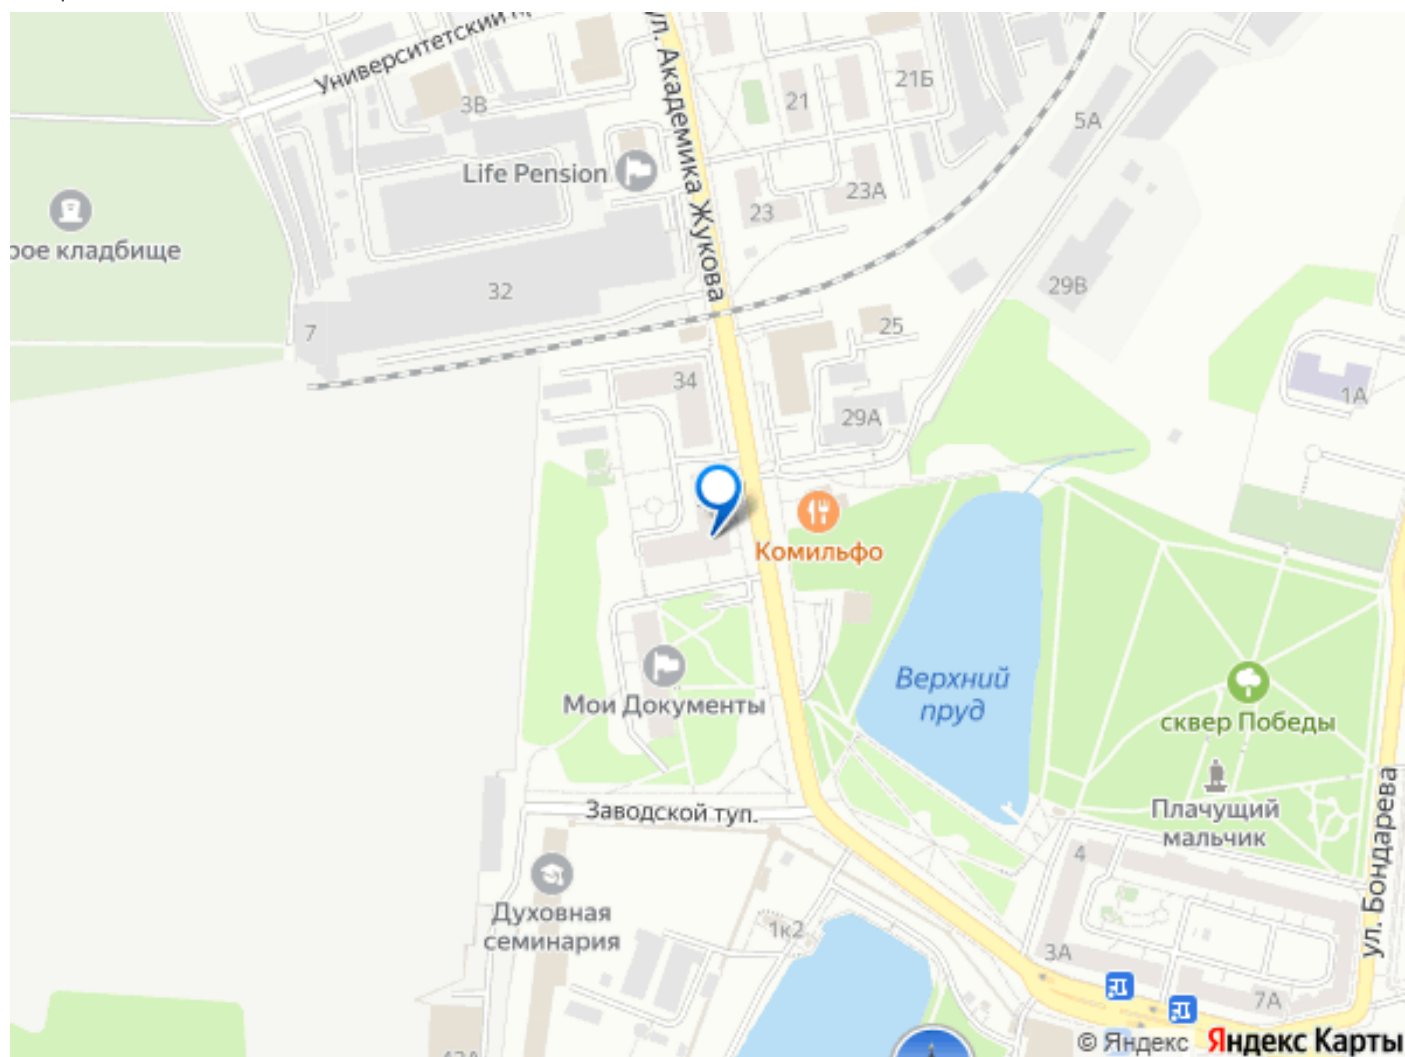 Университетский пр
ул. Академика Жукова
21Б
21
3В
5А
Life Pension
23А
23
рое кладбище
32
29В
7
25
34
1А
29А
Комильфо
Верхний
пруд
Мои Документы
сквер Победы
Плачущий
мальчик
Заводской туп.
ул. Бондарева
4
Духовная
семинария
1к2
3А
7А
© Яндекс
Яндекс Карты